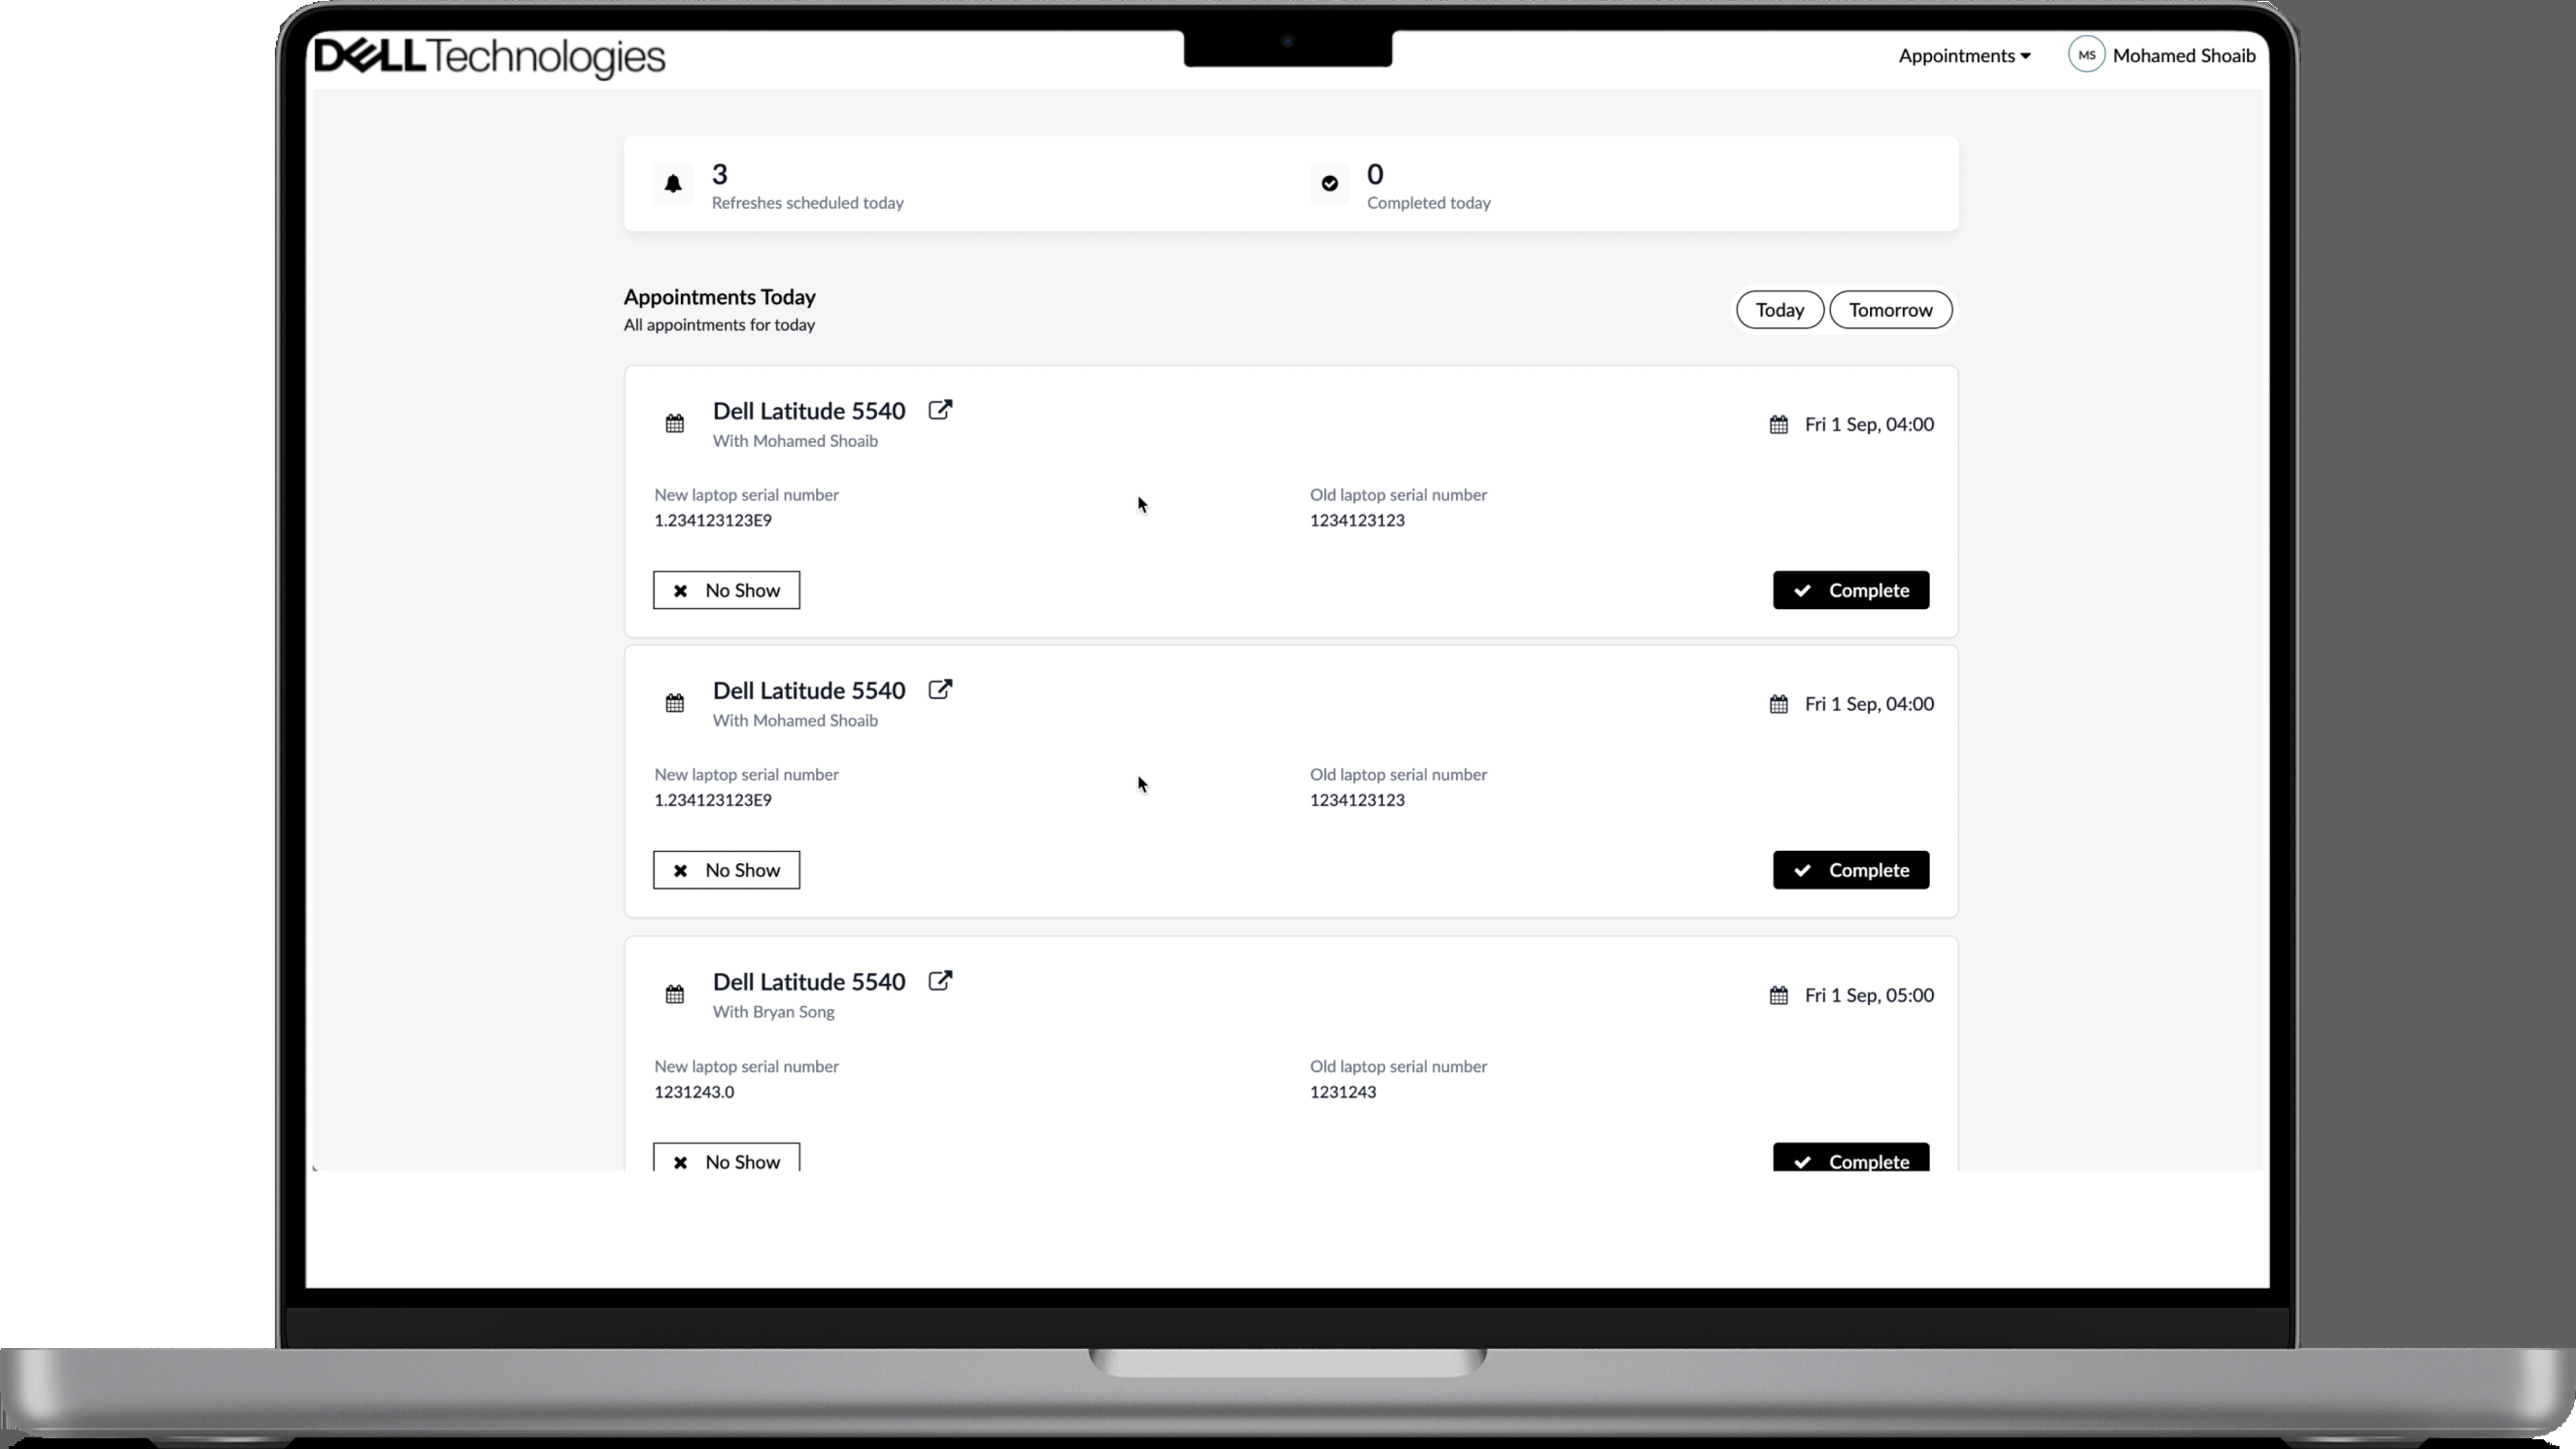 DELLTechnologies
Appointments
MS Mohamed Shoaib
3
Refreshes scheduled today
0
Completed today
Appointments Today
All appointments for today
Today
Tomorrow
Dell Latitude 5540
With Mohamed Shoaib
Fri 1 Sep, 04:00
New laptop serial number
1.234123123E9
Old laptop serial number
1234123123
No Show
Complete
Dell Latitude 5540
With Mohamed Shoaib
Fri 1 Sep, 04:00
New laptop serial number
1.234123123E9
Old laptop serial number
1234123123
No Show
Complete
Dell Latitude 5540
With Bryan Song
Fri 1 Sep, 05:00
New laptop serial number
1231243.0
Old laptop serial number
1231243
No Show
Complete